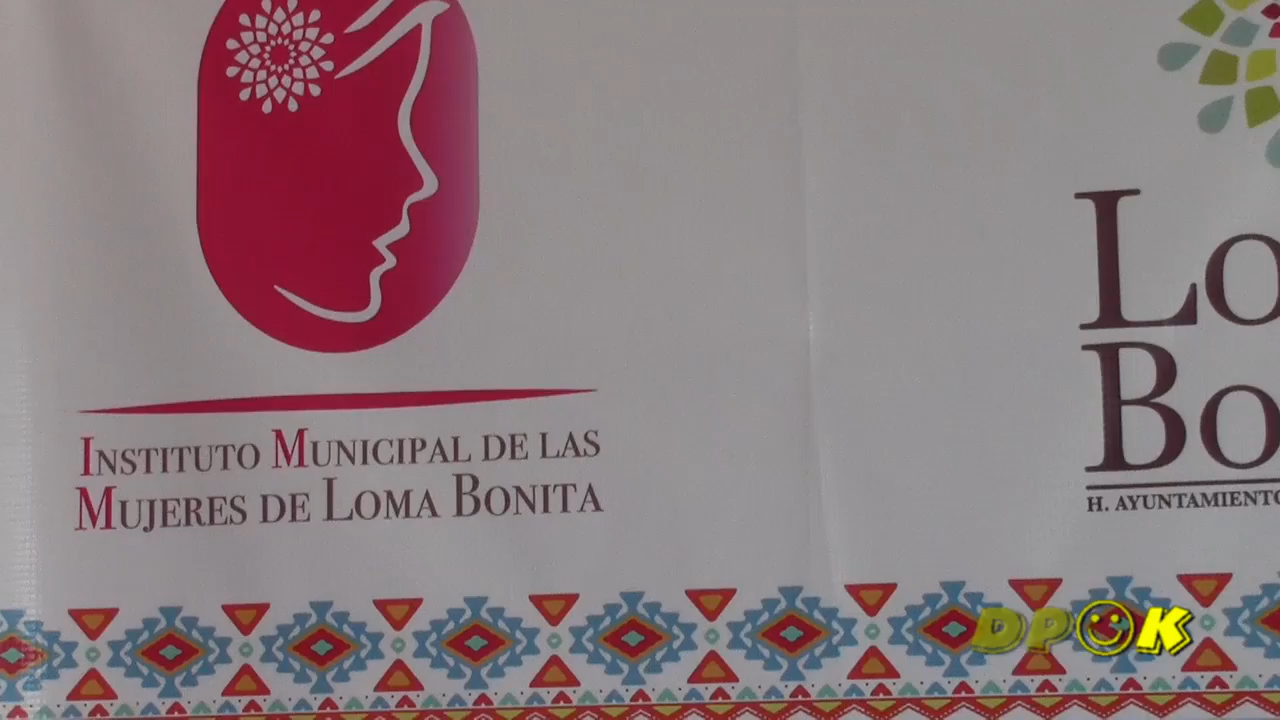 INSTITUTO MUNICIPAL DE LAS
MUJERES DE LOMA BONITA
Lo
Bo
H. AYUNTAMIENTO
DPOK